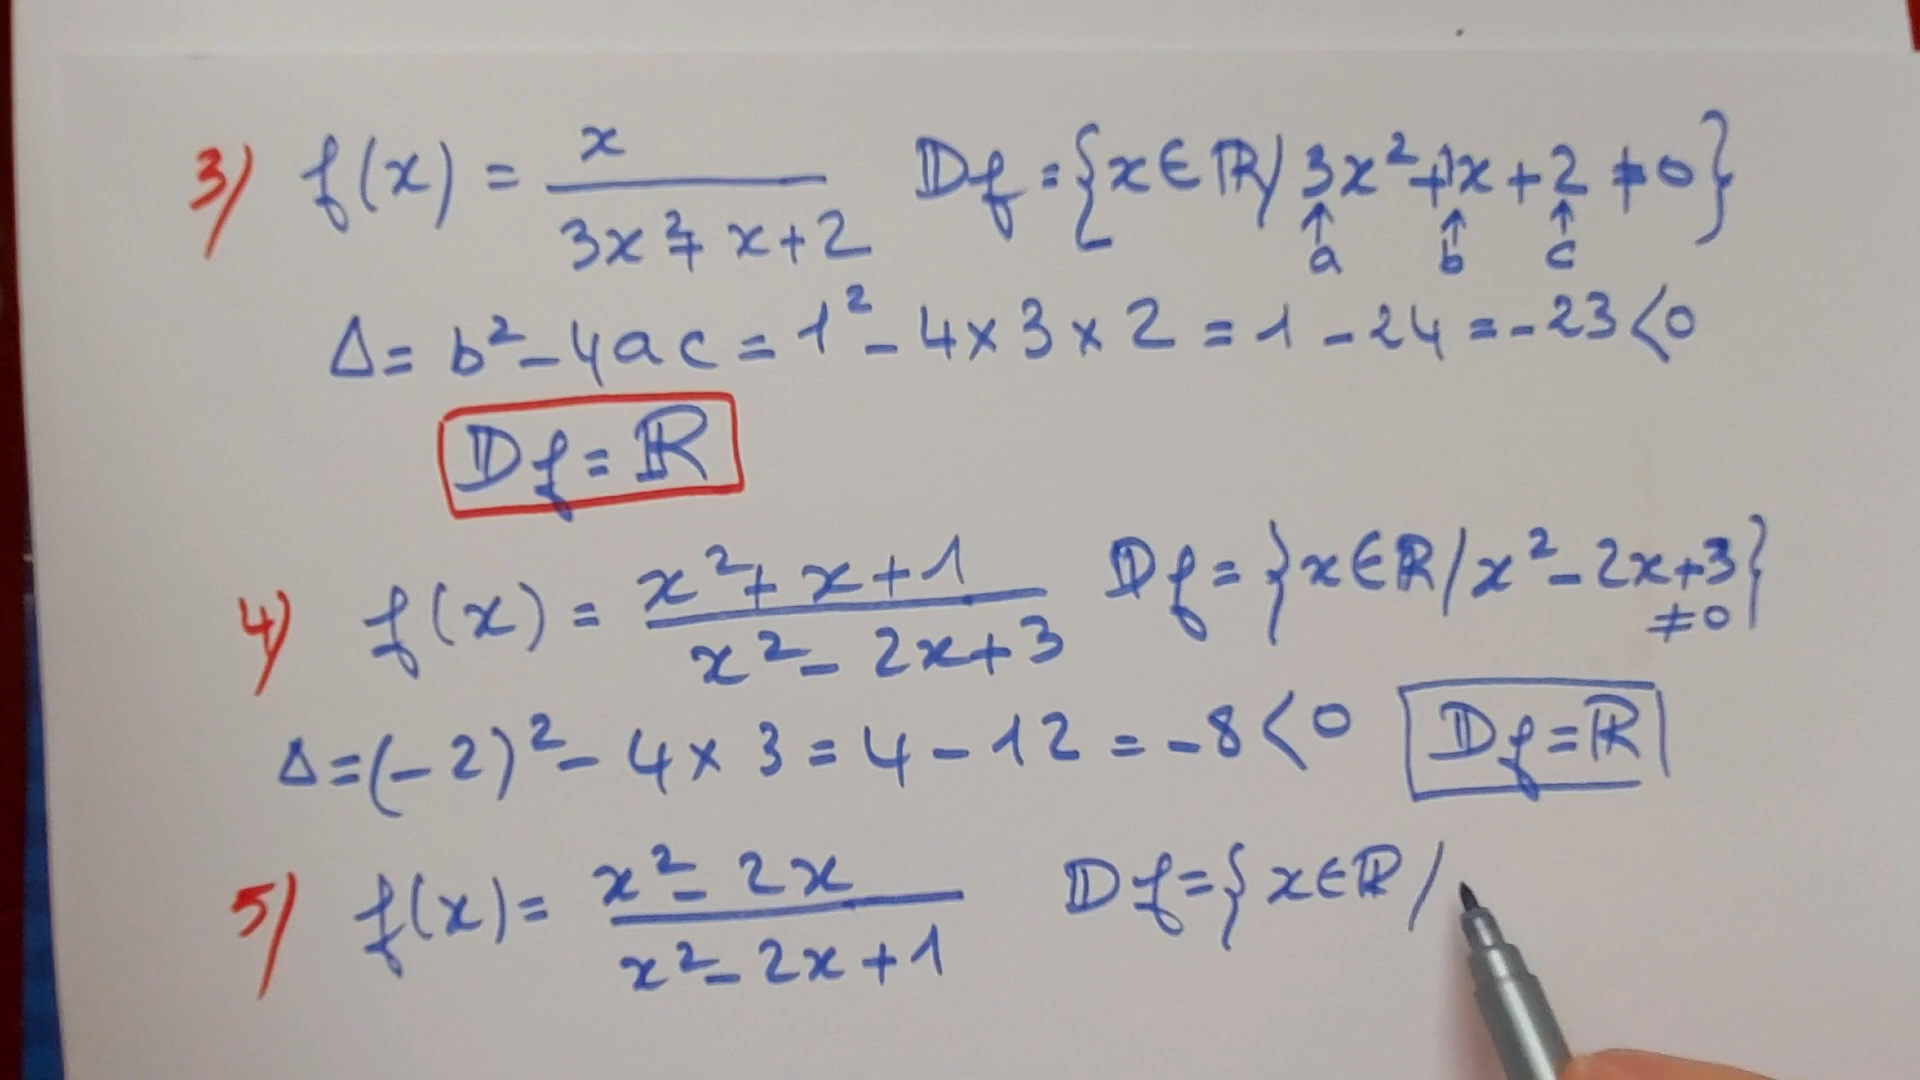 3) f(x) = x / (3x² + x + 2) Df = {x ∈ ℝ / 3x² + 1x + 2 ≠ 0}
↑a ↑b ↑c
Δ = b² - 4ac = 1² - 4 × 3 × 2 = 1 - 24 = -23 < 0
Df = ℝ
4) f(x) = (x² + x + 1) / (x² - 2x + 3) Df = {x ∈ ℝ / x² - 2x + 3 ≠ 0}
Δ = (-2)² - 4 × 3 = 4 - 12 = -8 < 0 Df = ℝ
5) f(x) = (x² - 2x) / (x² - 2x + 1) Df = { x ∈ ℝ /